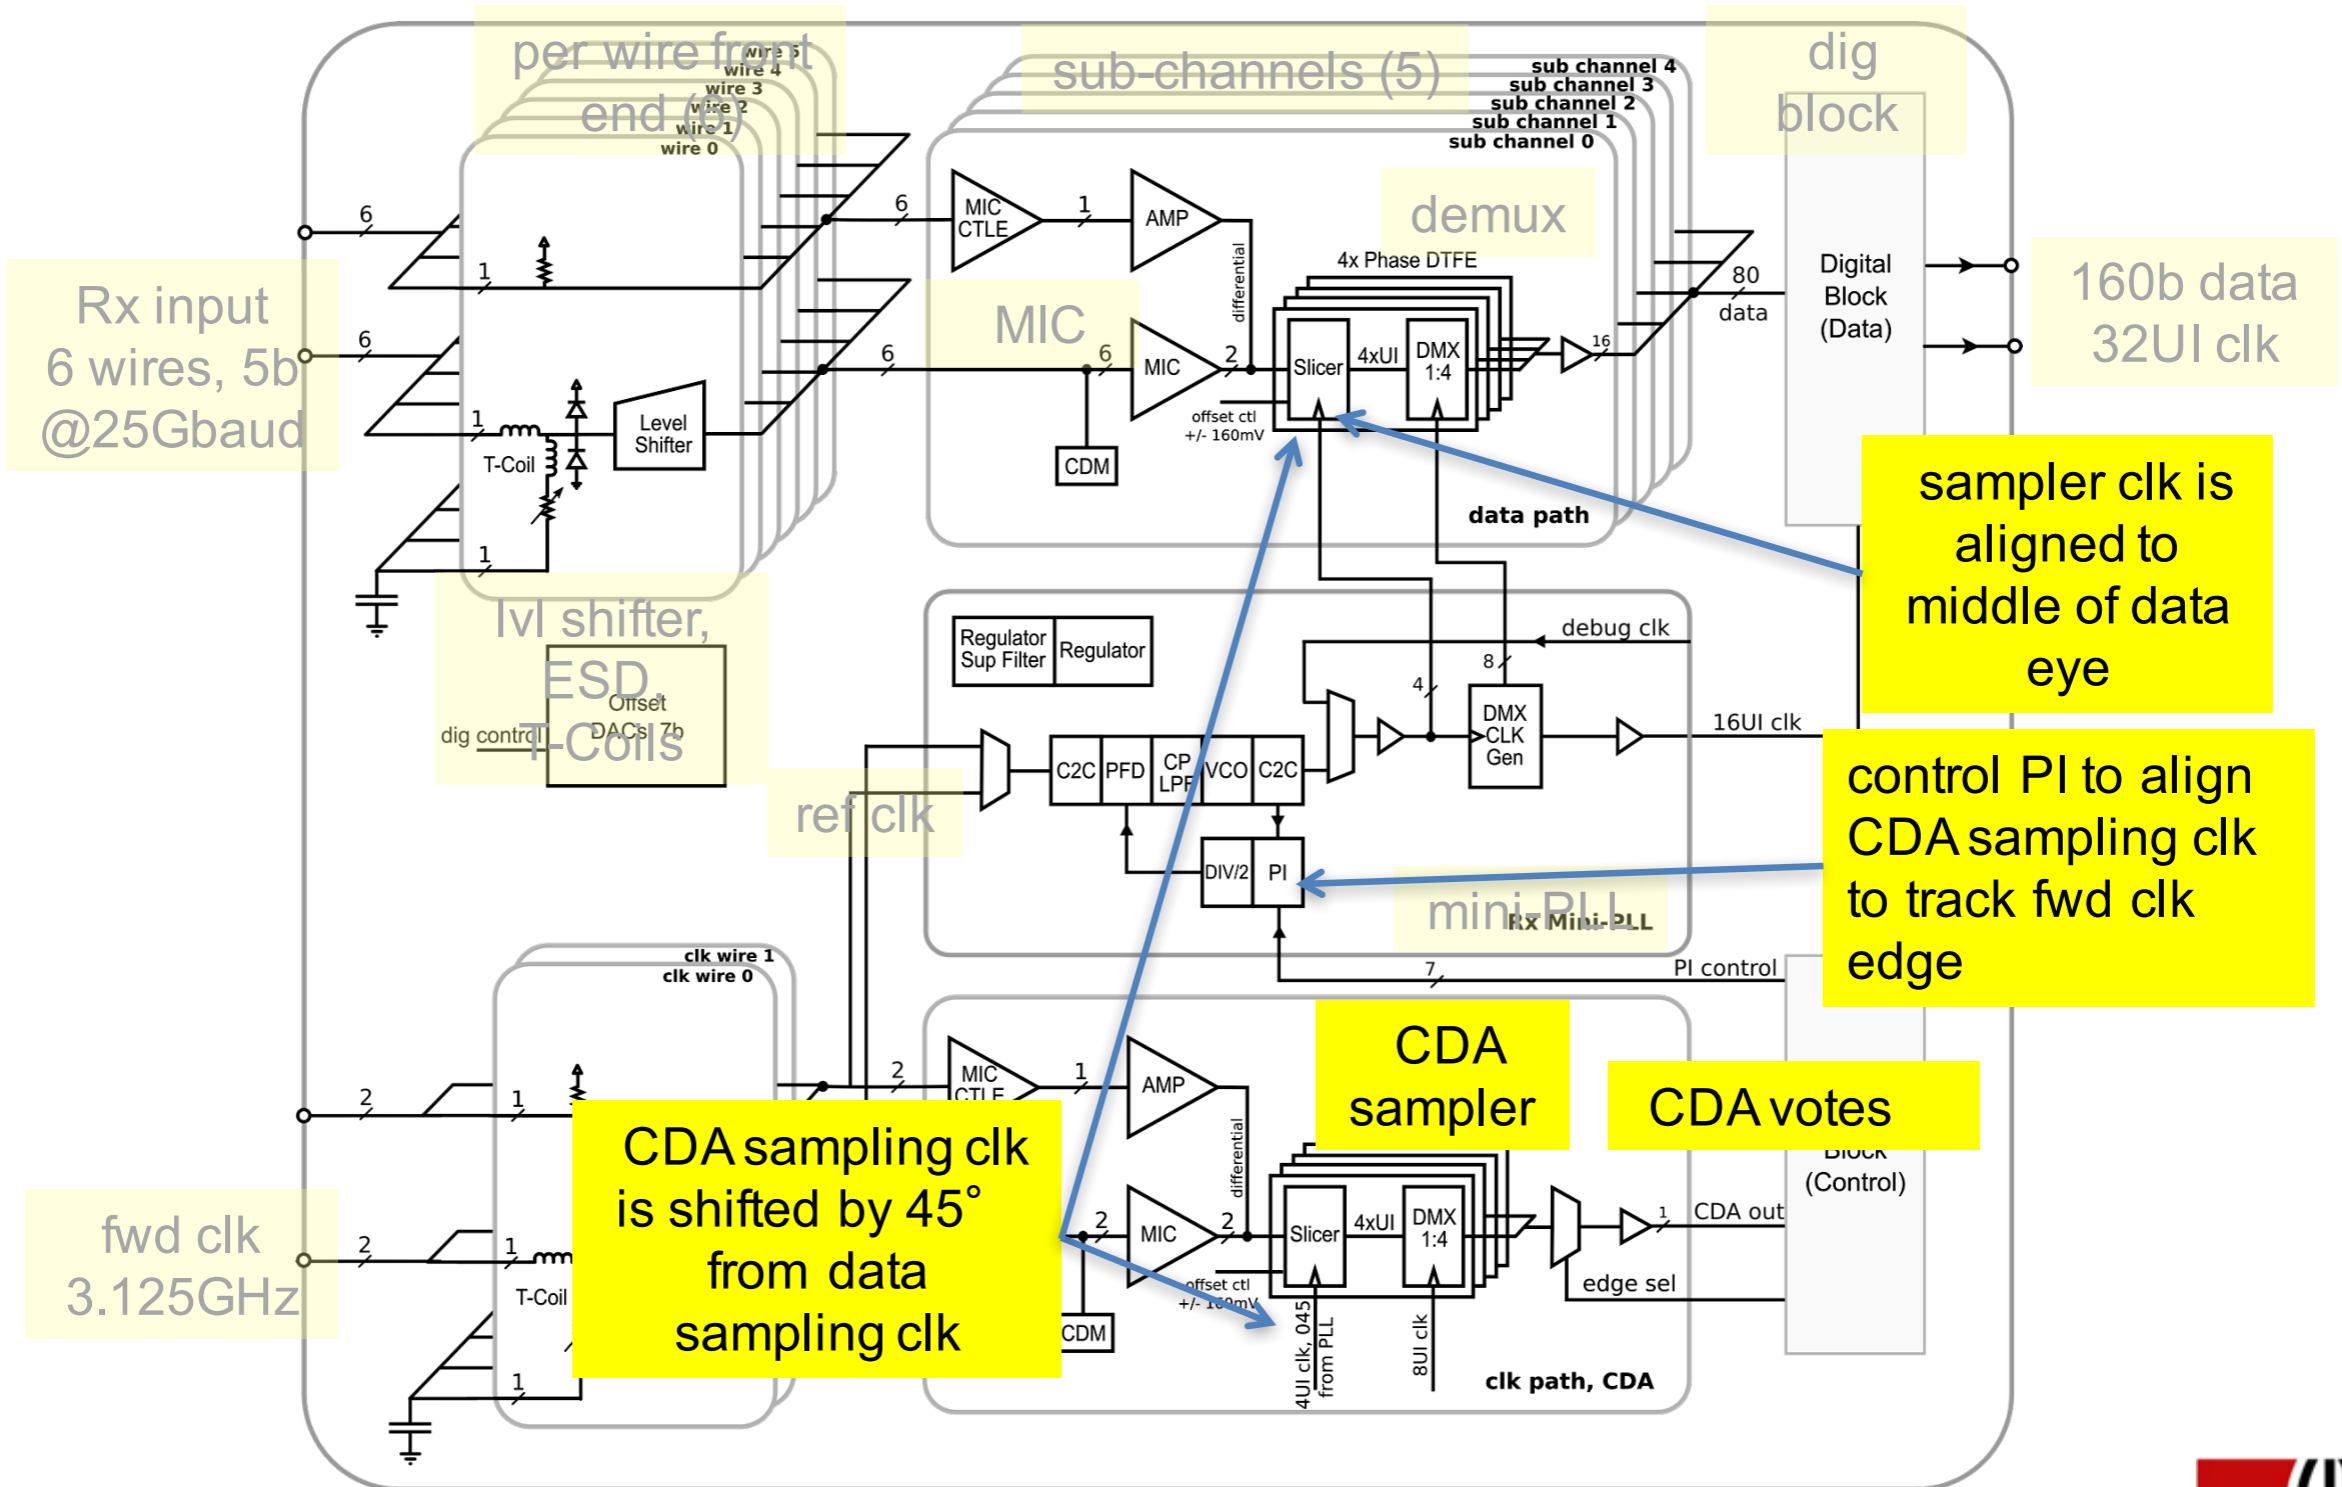 per wire front
end (6)
wire 5
wire 4
wire 3
wire 2
wire 1
wire 0
sub-channels (5)
sub channel 4
sub channel 3
sub channel 2
sub channel 1
sub channel 0
dig
block
Rx input
6 wires, 5b
@25Gbaud
6
6
1
1
1
T-Coil
Level
Shifter
6
MIC
CTLE
1
AMP
differential
demux
4x Phase DTFE
MIC
6
6
MIC
2
Slicer
4xUI
DMX
1:4
16
offset ctl
+/- 160mV
CDM
data path
80
data
Digital
Block
(Data)
160b data
32UI clk
sampler clk is
aligned to
middle of data
eye
lvl shifter,
ESD,
T-Coils
Offset
DACs 7b
dig control
ref clk
Regulator
Sup Filter
Regulator
debug clk
4
8
C2C
PFD
CP
LPF
VCO
C2C
DMX
CLK
Gen
16UI clk
DIV/2
PI
mini-PLL
Rx Mini-PLL
control PI to align
CDA sampling clk
to track fwd clk
edge
7
PI control
clk wire 1
clk wire 0
fwd clk
3.125GHz
2
2
1
1
1
T-Coil
2
MIC
CTLE
1
AMP
differential
CDA
sampler
CDA votes
Block
(Control)
CDA sampling clk
is shifted by 45°
from data
sampling clk
2
MIC
2
Slicer
4xUI
DMX
1:4
1
CDA out
edge sel
offset ctl
+/- 160mV
CDM
4UI clk, 045
from PLL
8UI clk
clk path, CDA